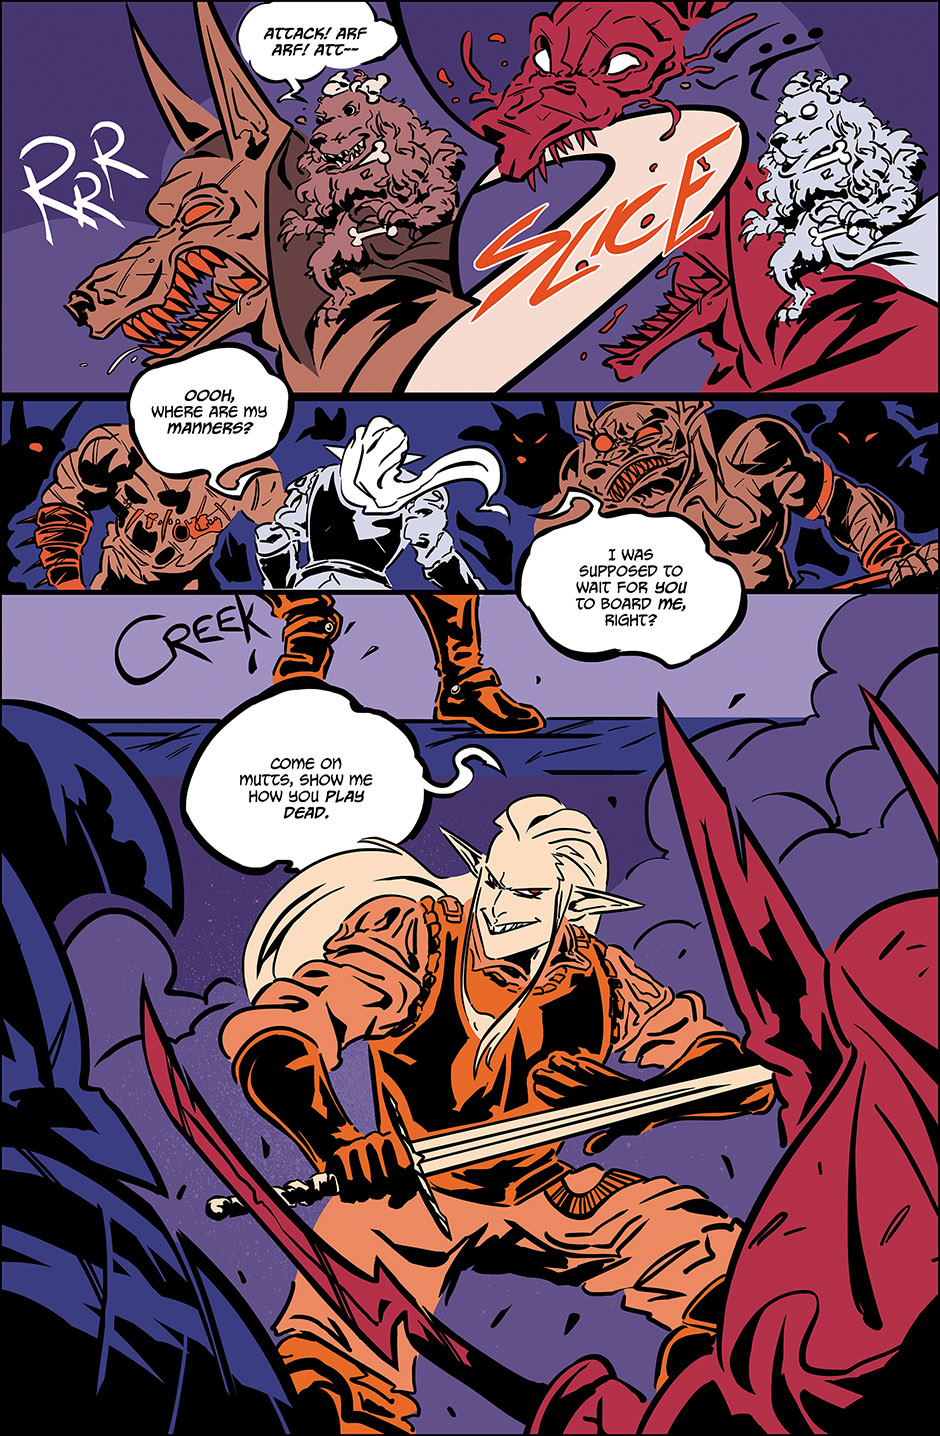 ATTACK! ARF
ARF! ATT--
RRR
SLICE
OOOH,
WHERE ARE MY
MANNERS?
I WAS
SUPPOSED TO
WAIT FOR YOU
TO BOARD ME,
RIGHT?
CREEK
COME ON
MUTTS, SHOW ME
HOW YOU PLAY
DEAD.